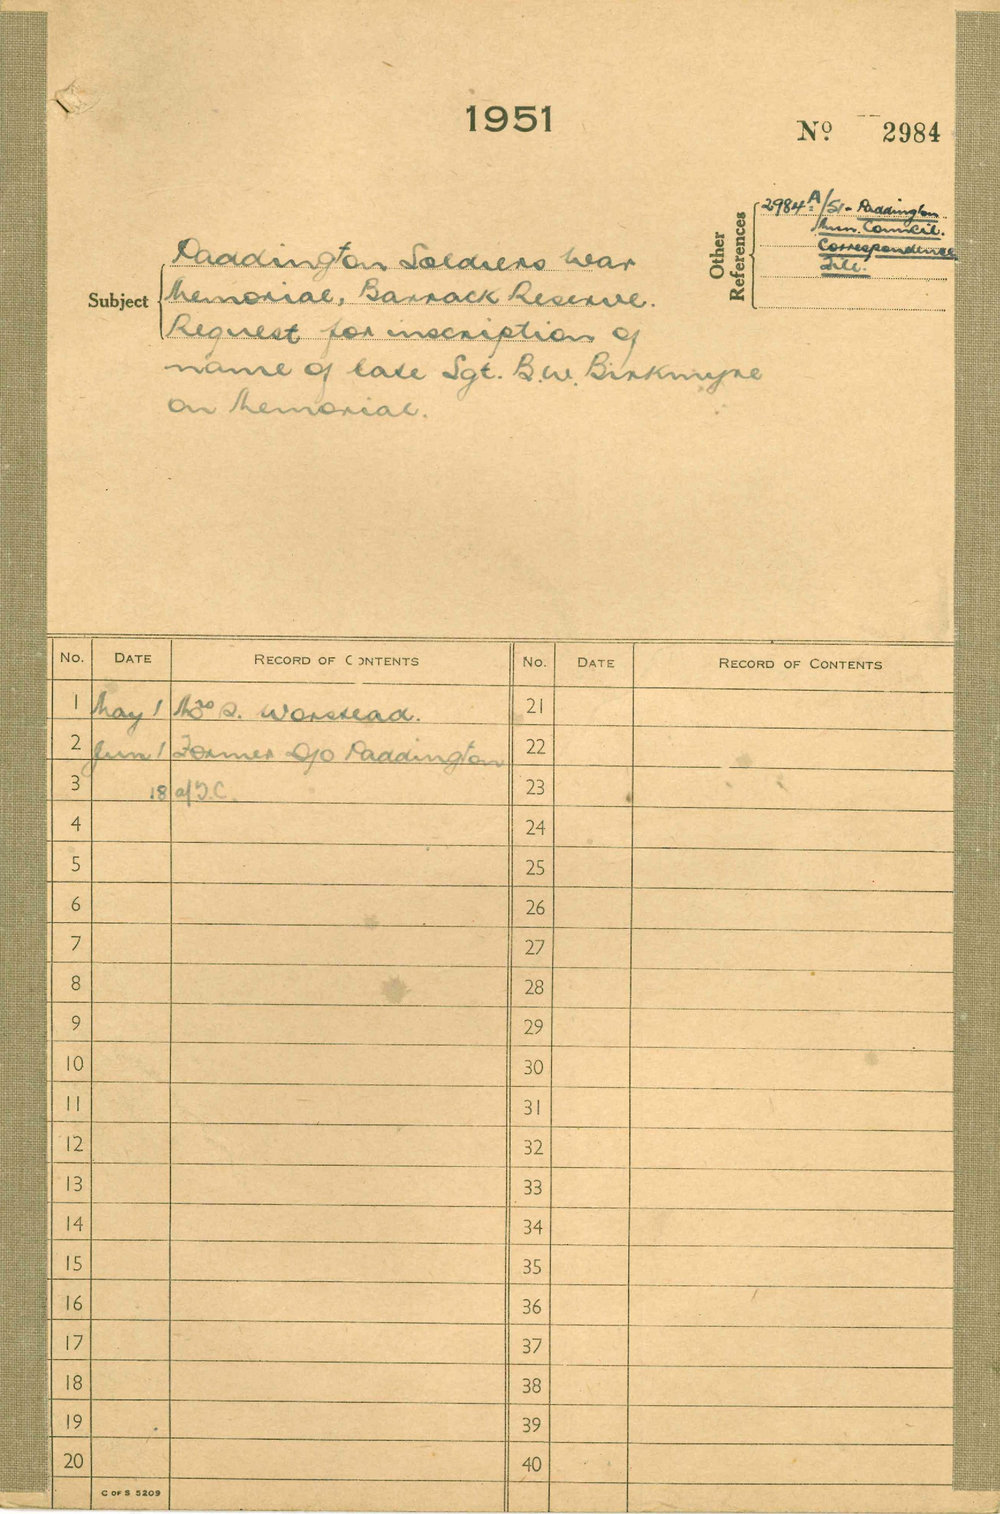 1951
No. 2984
Other References
2984A/51- Paddington
Mun. Council.
Correspondence
File.
Subject
Paddington Soldiers War
Memorial, Barrack Reserve.
Request for inscription of
name of late Sgt. B.W. Birkmyre
on Memorial.
No. DATE RECORD OF CONTENTS No. DATE RECORD OF CONTENTS
1 May 1 Mrs S. Worstead. 21
2 Jun 1 Former O/o Paddington 22
3 18 a/T.C. 23
4 24
5 25
6 26
7 27
8 28
9 29
10 30
11 31
12 32
13 33
14 34
15 35
16 36
17 37
18 38
19 39
20 40
C OF S 5209